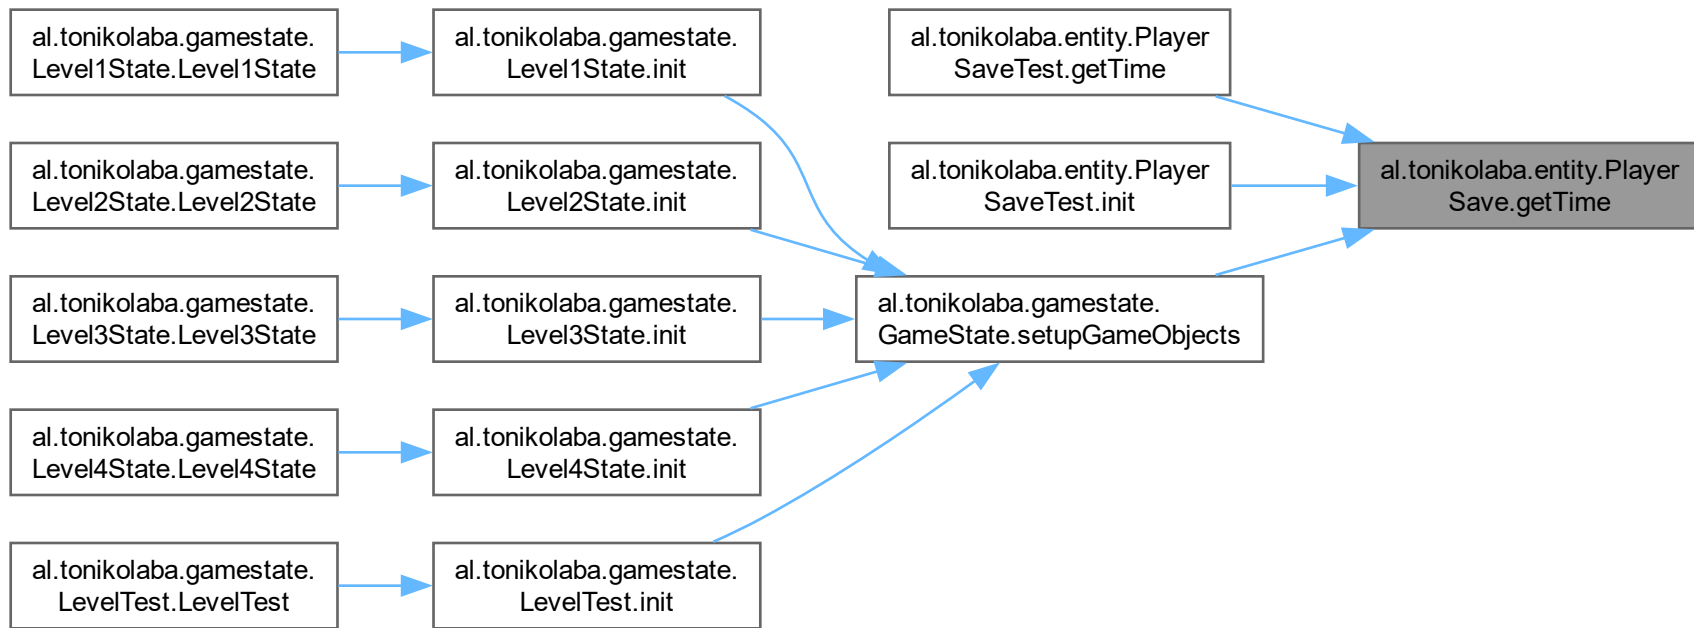 al.tonikolaba.gamestate.
Level1State.Level1State
al.tonikolaba.gamestate.
Level1State.init
al.tonikolaba.entity.Player
SaveTest.getTime
al.tonikolaba.gamestate.
Level2State.Level2State
al.tonikolaba.gamestate.
Level2State.init
al.tonikolaba.entity.Player
SaveTest.init
al.tonikolaba.entity.Player
Save.getTime
al.tonikolaba.gamestate.
Level3State.Level3State
al.tonikolaba.gamestate.
Level3State.init
al.tonikolaba.gamestate.
GameState.setupGameObjects
al.tonikolaba.gamestate.
Level4State.Level4State
al.tonikolaba.gamestate.
Level4State.init
al.tonikolaba.gamestate.
LevelTest.LevelTest
al.tonikolaba.gamestate.
LevelTest.init